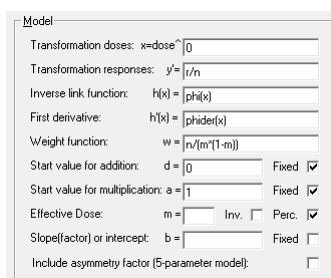 Model
Transformation doses: x=dose^ 0
Transformation responses: y'= r/n
Inverse link function: h(x) = phi(x)
First derivative: h'(x) = phider(x)
Weight function: w = n/(m*(1-m))
Start value for addition: d = 0 Fixed
Start value for multiplication: a = 1 Fixed
Effective Dose: m = Inv. Perc.
Slope(factor) or intercept: b = Fixed
Include asymmetry factor (5-parameter model):